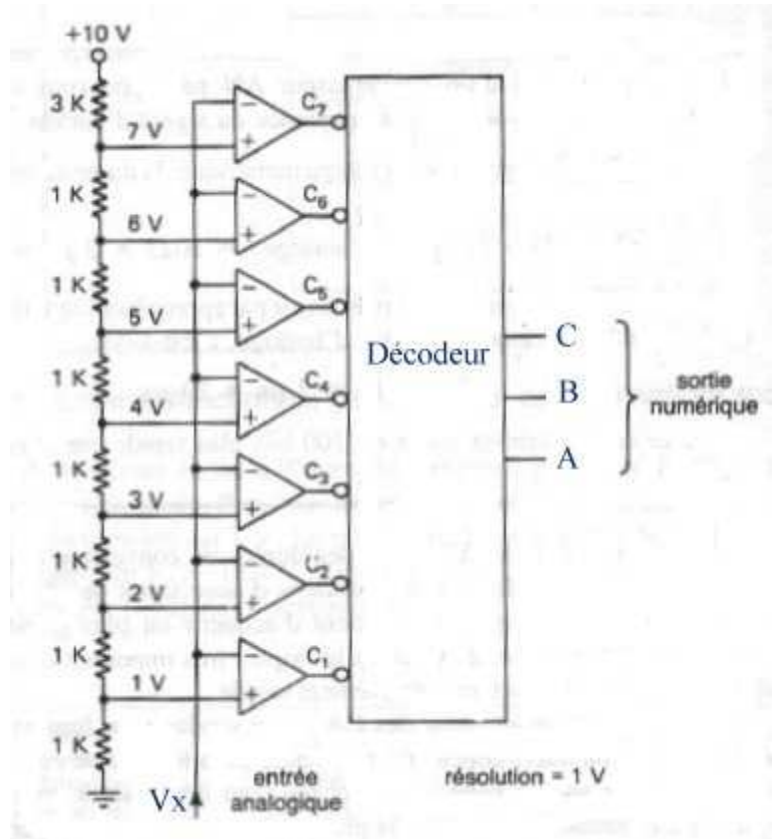 +10 V
3 K
7 V
C7
1 K
6 V
C6
1 K
5 V
C5
1 K
4 V
C4
1 K
3 V
C3
1 K
2 V
C2
1 K
1 V
C1
1 K
Décodeur
C
B
A
sortie
numérique
Vx
entrée
analogique
résolution = 1 V